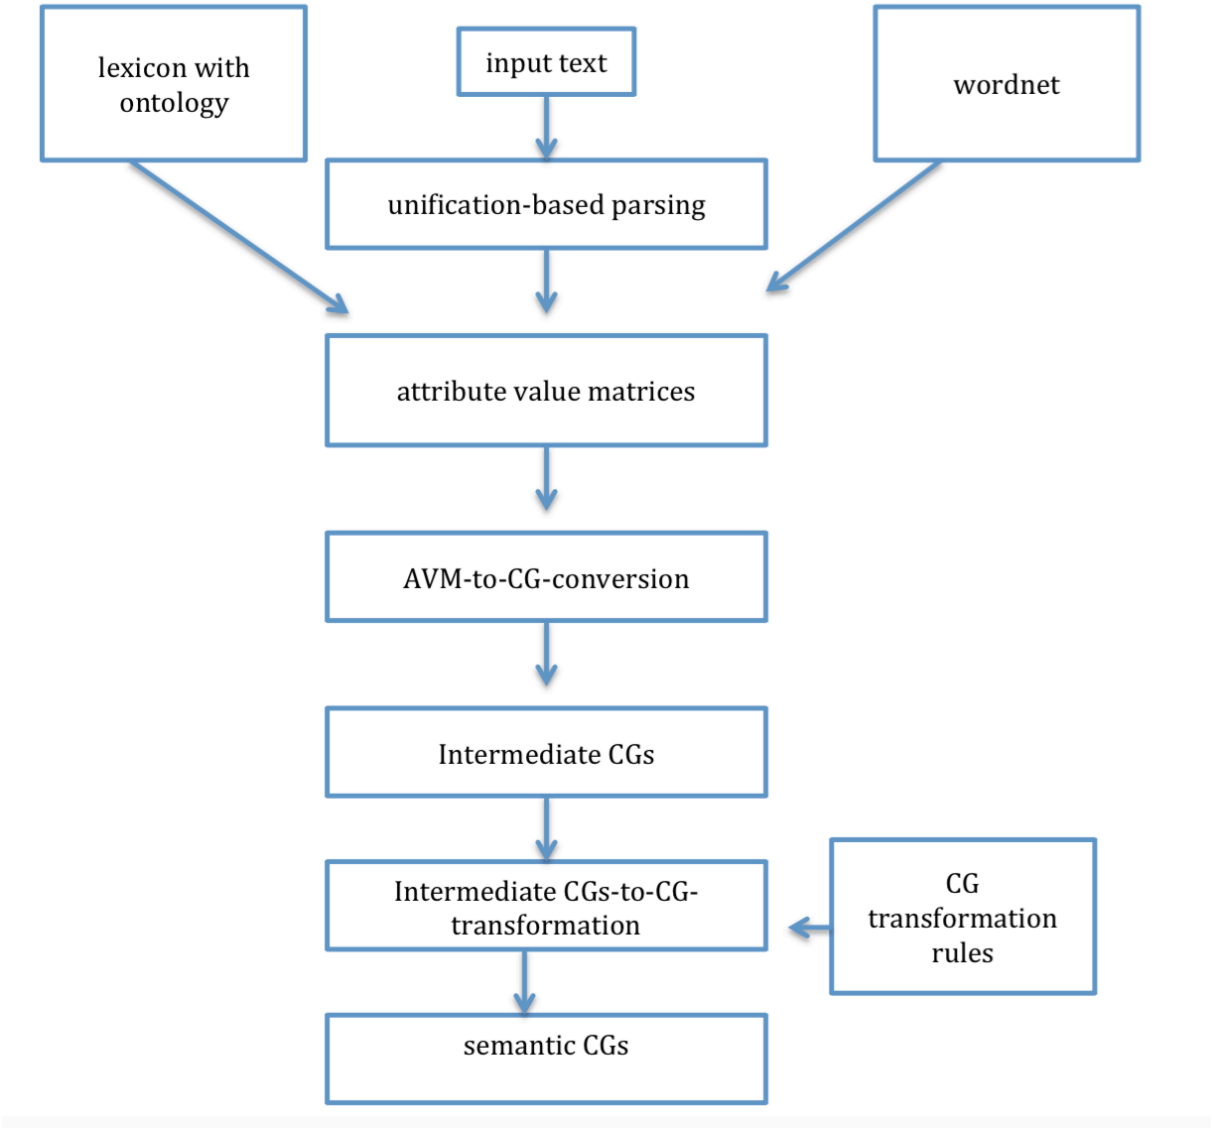 lexicon with
ontology
input text
wordnet
unification-based parsing
attribute value matrices
AVM-to-CG-conversion
Intermediate CGs
Intermediate CGs-to-CG-
transformation
CG
transformation
rules
semantic CGs